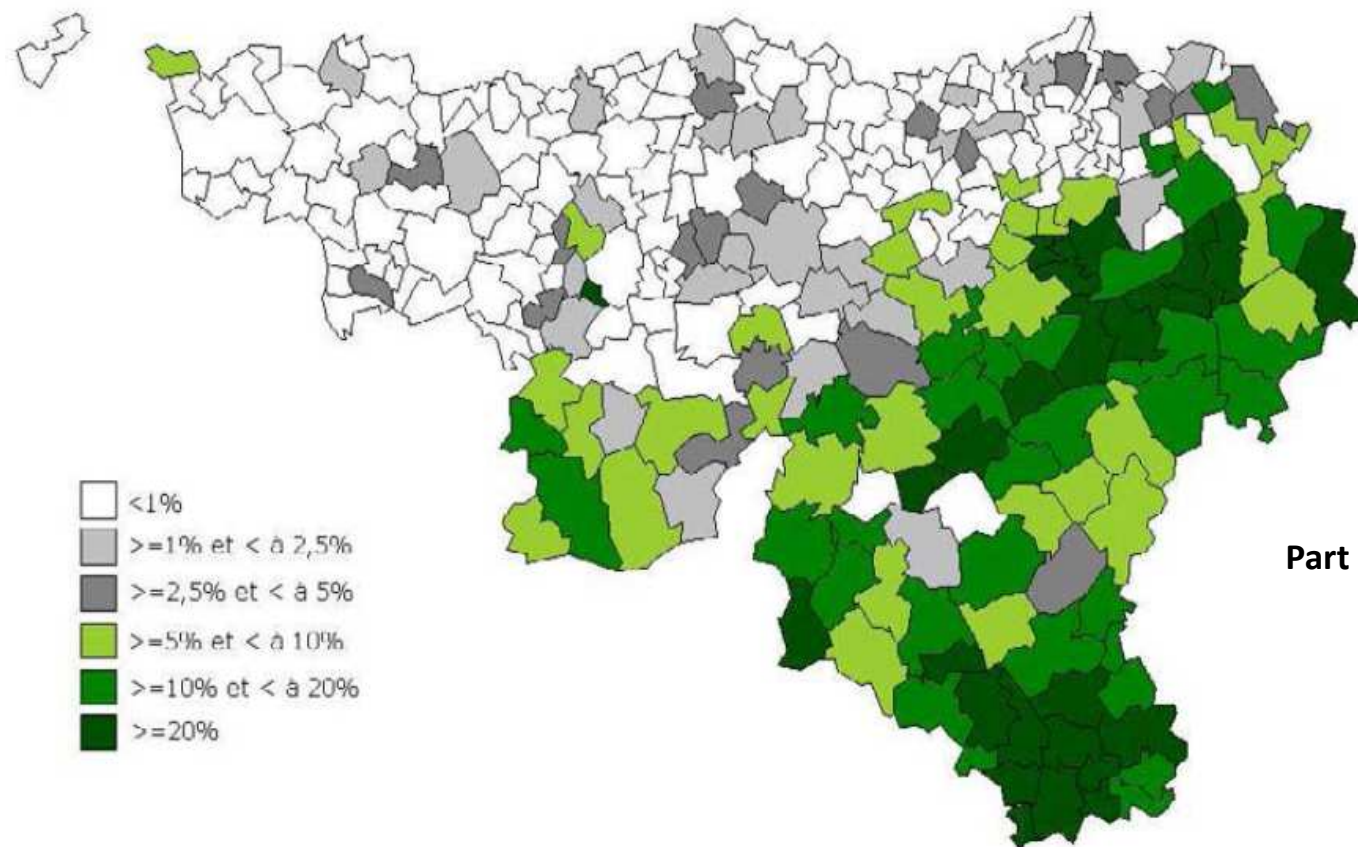 <1%
>=1% et < à 2,5%
>=2,5% et < à 5%
>=5% et < à 10%
>=10% et < à 20%
>=20%
Part